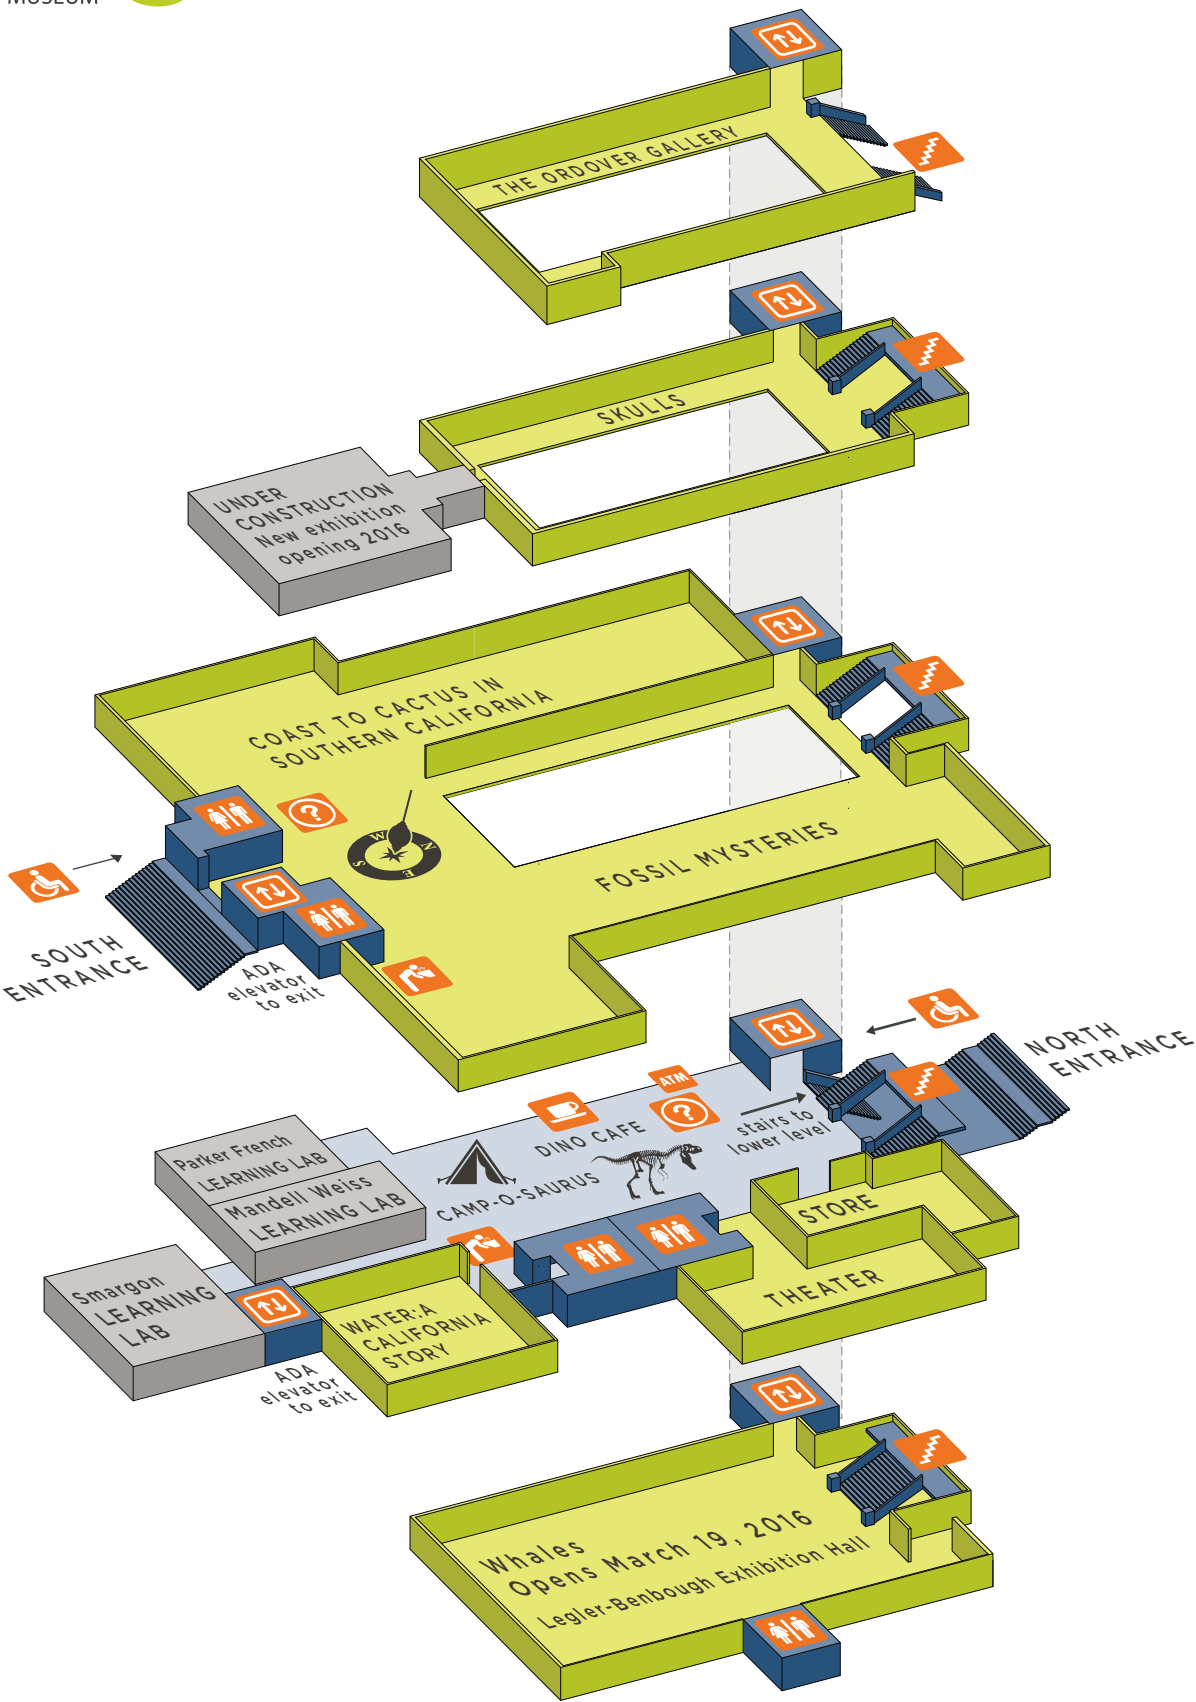 MUSEUM
THE ORDOVER GALLERY
SKULLS
UNDER
CONSTRUCTION
New exhibition
opening 2016
COAST TO CACTUS IN
SOUTHERN CALIFORNIA
?
W
N
S
E
FOSSIL MYSTERIES
SOUTH
ENTRANCE
ADA
elevator
to exit
NORTH
ENTRANCE
ATM
?
DINO CAFE
stairs to
lower level
CAMP-O-SAURUS
Parker French
LEARNING LAB
Mandell Weiss
LEARNING LAB
STORE
THEATER
Smargon
LEARNING
LAB
WATER: A
CALIFORNIA
STORY
ADA
elevator
to exit
Whales
Opens March 19, 2016
Legler-Benbough Exhibition Hall